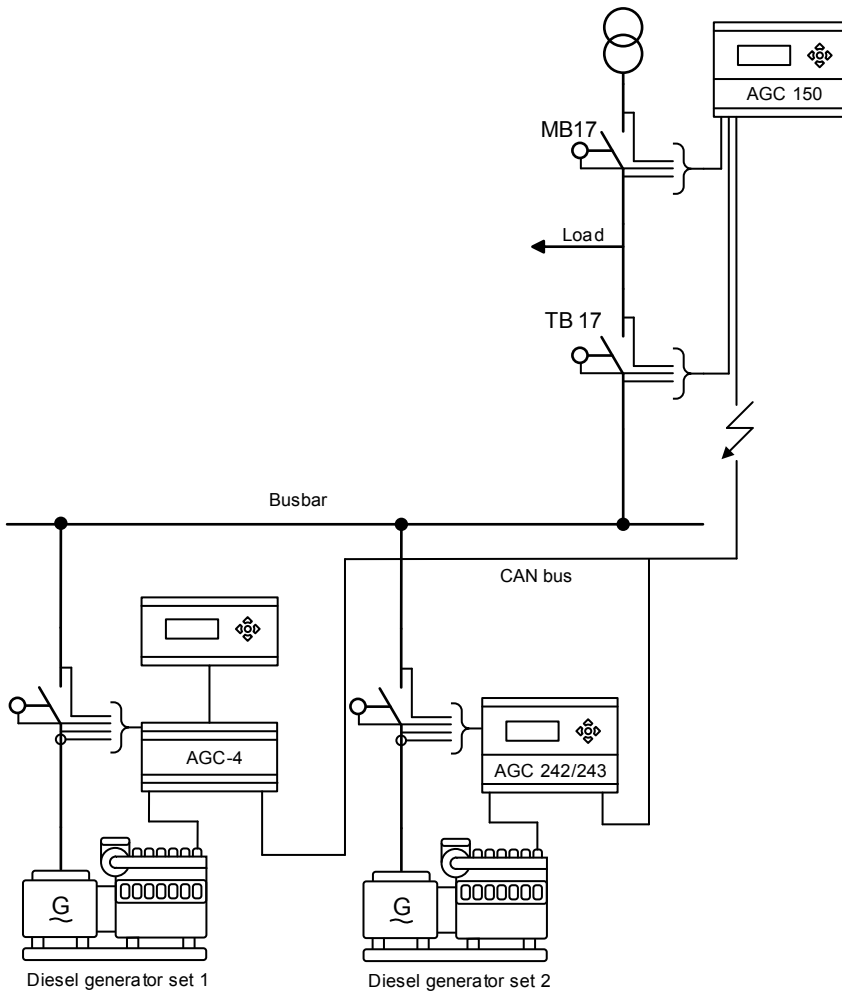 AGC 150
MB17
Load
TB 17
Busbar
CAN bus
AGC-4
AGC 242/243
G
G
Diesel generator set 1
Diesel generator set 2